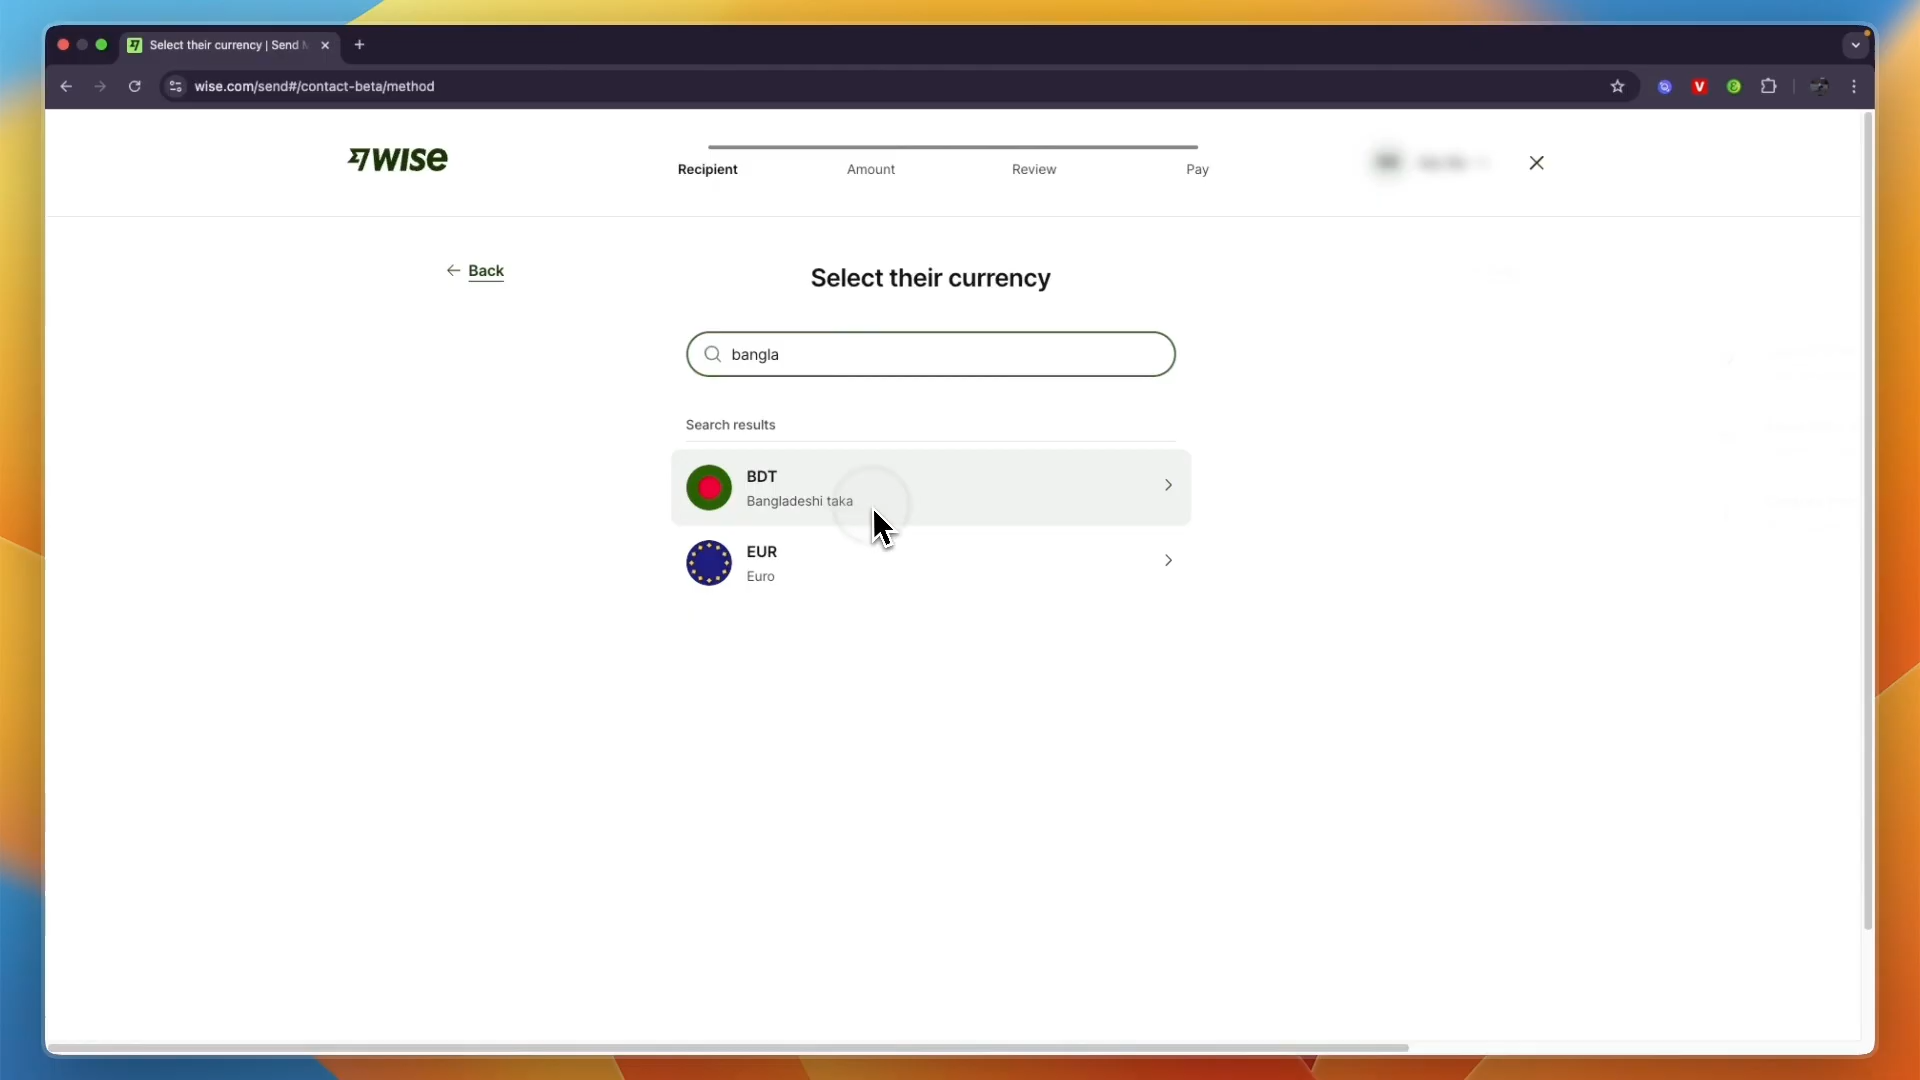 Select their currency | Send
wise.com/send#/contact-beta/method
V
WISE
Recipient
Amount
Review
Pay
Back
Select their currency
bangla
Search results
BDT
Bangladeshi taka
EUR
Euro